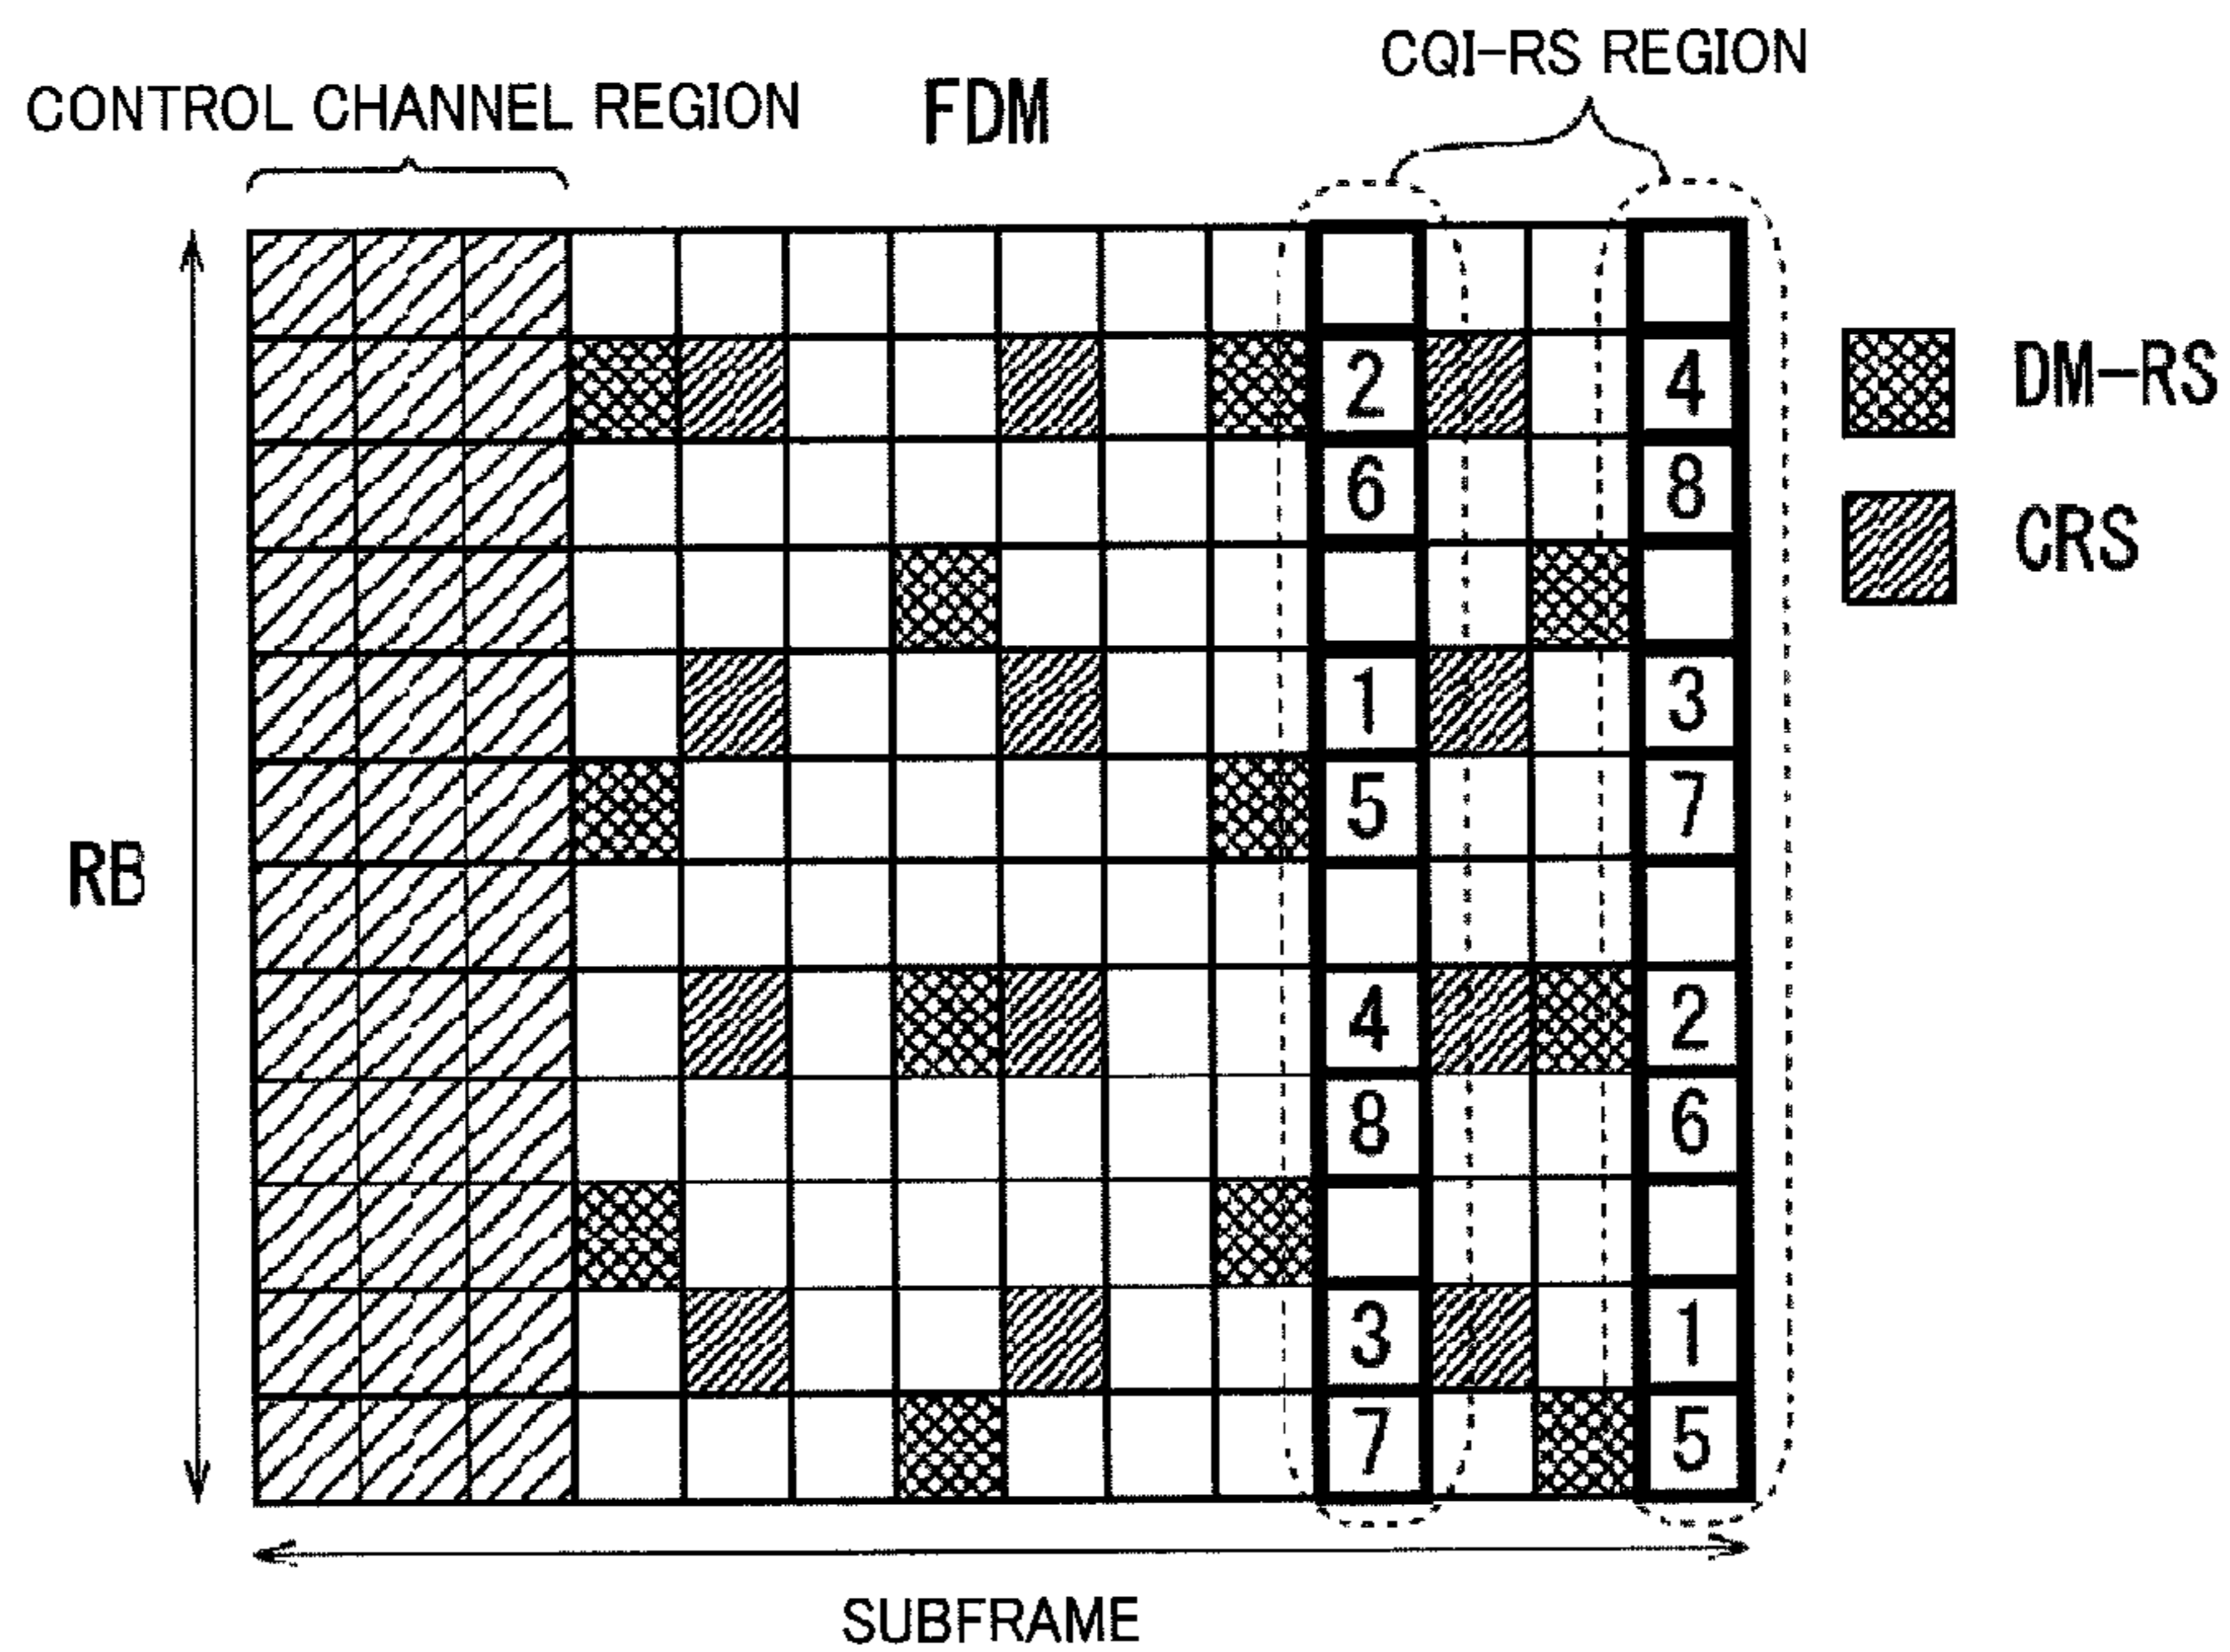 CQI-RS REGION
CONTROL CHANNEL REGION
FDM
2 4
6 8
1 3
5 7
4 2
8 6
3 1
7 5
DM-RS
CRS
RB
SUBFRAME